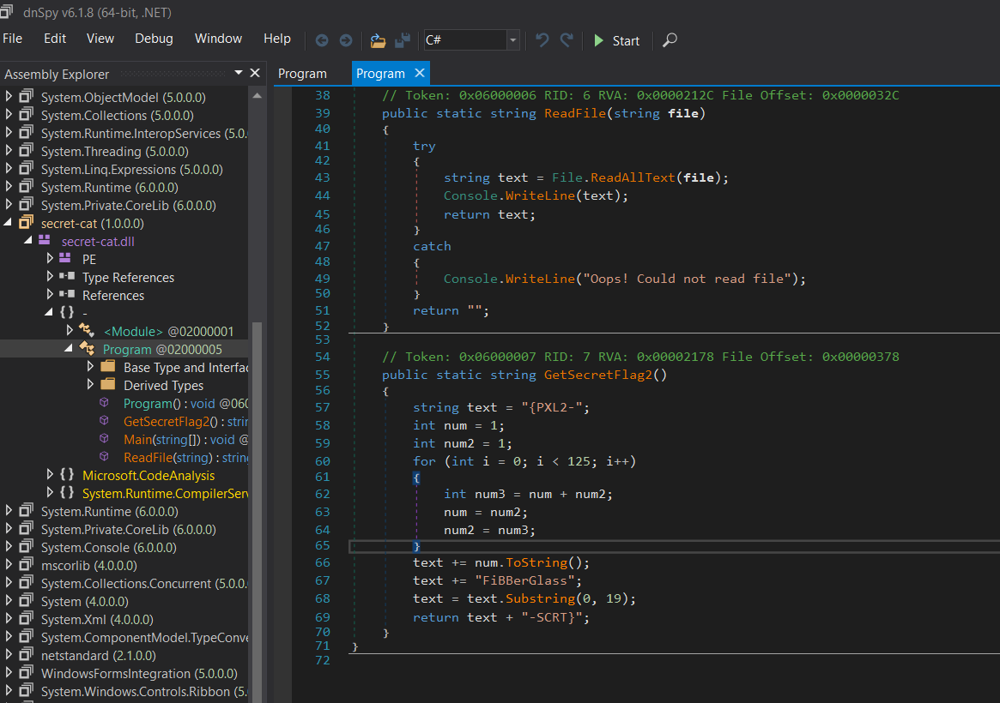 dnSpy v6.1.8 (64-bit, .NET)
File Edit View Debug Window Help C# Start
Assembly Explorer
Program Program
System.ObjectModel (5.0.0.0)
System.Collections (5.0.0.0)
System.Runtime.InteropServices (5.0.
System.Threading (5.0.0.0)
System.Linq.Expressions (5.0.0.0)
System.Runtime (6.0.0.0)
System.Private.CoreLib (6.0.0.0)
secret-cat (1.0.0.0)
secret-cat.dll
PE
Type References
References
{ } -
<Module> @02000001
Program @02000005
Base Type and Interfac
Derived Types
Program() : void @060
GetSecretFlag2() : strin
Main(string[]) : void @
ReadFile(string) : string
{ } Microsoft.CodeAnalysis
{ } System.Runtime.CompilerServ
System.Runtime (6.0.0.0)
System.Private.CoreLib (6.0.0.0)
System.Console (6.0.0.0)
mscorlib (4.0.0.0)
System.Collections.Concurrent (5.0.0.
System (4.0.0.0)
System.Xml (4.0.0.0)
System.ComponentModel.TypeConve
netstandard (2.1.0.0)
WindowsFormsIntegration (5.0.0.0)
System.Windows.Controls.Ribbon (5.
38 // Token: 0x06000006 RID: 6 RVA: 0x0000212C File Offset: 0x0000032C
39 public static string ReadFile(string file)
40 {
41 try
42 {
43 string text = File.ReadAllText(file);
44 Console.WriteLine(text);
45 return text;
46 }
47 catch
48 {
49 Console.WriteLine("Oops! Could not read file");
50 }
51 return "";
52 }
53
54 // Token: 0x06000007 RID: 7 RVA: 0x00002178 File Offset: 0x00000378
55 public static string GetSecretFlag2()
56 {
57 string text = "{PXL2-";
58 int num = 1;
59 int num2 = 1;
60 for (int i = 0; i < 125; i++)
61 {
62 int num3 = num + num2;
63 num = num2;
64 num2 = num3;
65 }
66 text += num.ToString();
67 text += "FiBBerGlass";
68 text = text.Substring(0, 19);
69 return text + "-SCRT}";
70 }
71 }
72